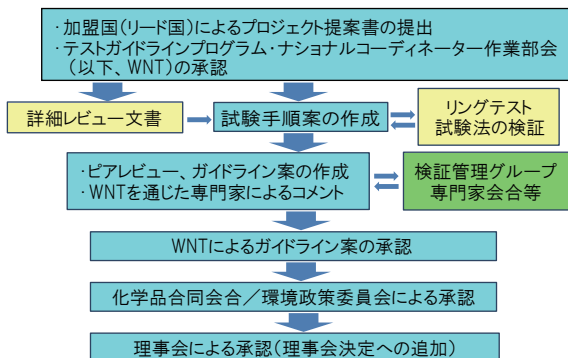 ・加盟国(リード国)によるプロジェクト提案書の提出
・テストガイドラインプログラム・ナショナルコーディネーター作業部会
(以下、WNT)の承認
詳細レビュー文書
試験手順案の作成
リングテスト
試験法の検証
・ピアレビュー、ガイドライン案の作成
・WNTを通じた専門家によるコメント
検証管理グループ
専門家会合等
WNTによるガイドライン案の承認
化学品合同会合/環境政策委員会による承認
理事会による承認(理事会決定への追加)